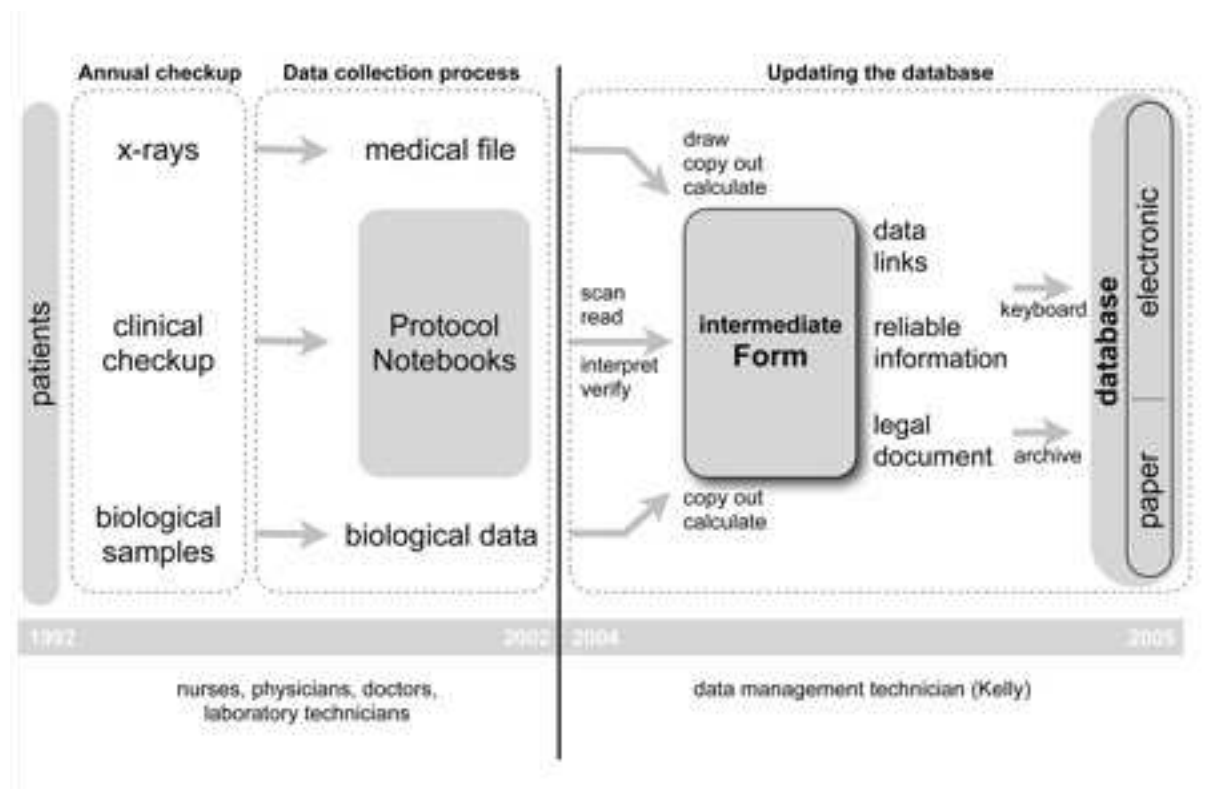 Annual checkup
Data collection process
Updating the database
patients
x-rays
clinical
checkup
biological
samples
medical file
Protocol
Notebooks
biological data
draw
copy out
calculate
scan
read
interpret
verify
intermediate
Form
copy out
calculate
data
links
reliable
information
legal
document
keyboard
archive
database
electronic
paper
1992
2002
2004
2005
nurses, physicians, doctors,
laboratory technicians
data management technician (Kelly)